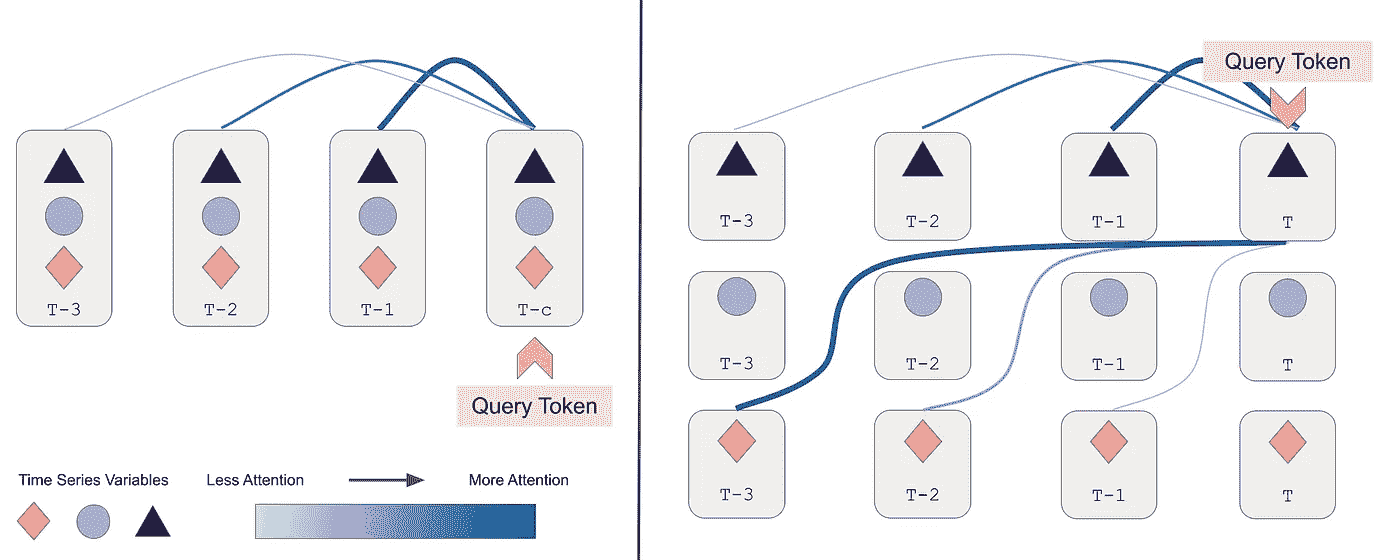 T-3
T-2
T-1
T-c
Query Token
Time Series Variables
Less Attention
More Attention
Query Token
T-3
T-2
T-1
T
T-3
T-2
T-1
T
T-3
T-2
T-1
T